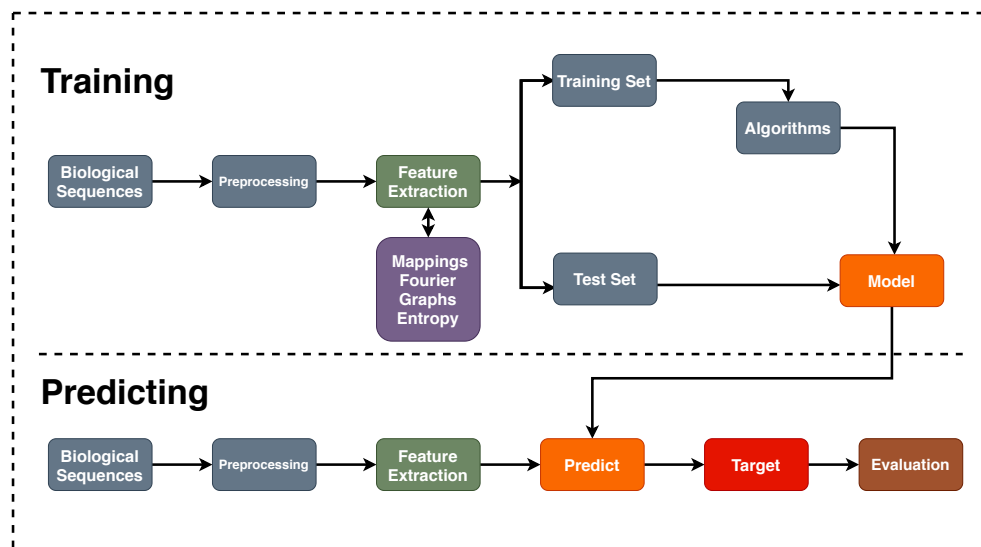 Training
Training Set
Algorithms
Biological
Sequences
Preprocessing
Feature
Extraction
Mappings
Fourier
Graphs
Entropy
Test Set
Model
Predicting
Biological
Sequences
Preprocessing
Feature
Extraction
Predict
Target
Evaluation